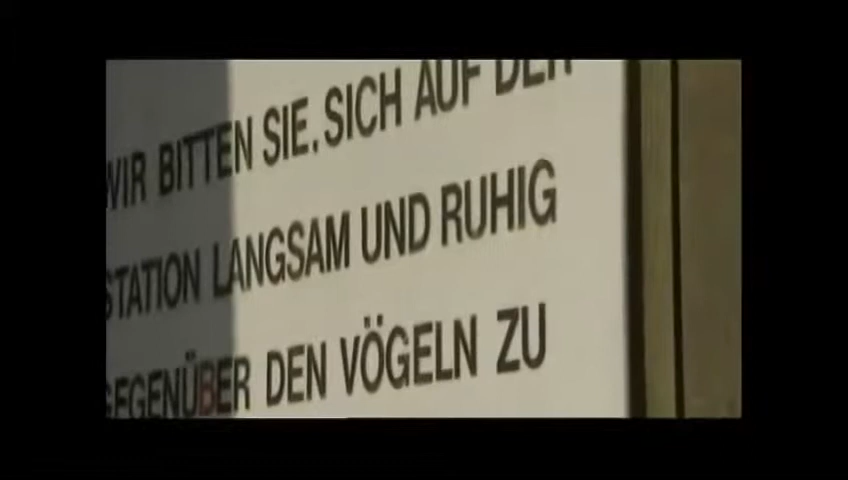 WIR BITTEN SIE. SICH AUF DER
STATION LANGSAM UND RUHIG
GEGENÜBER DEN VÖGELN ZU